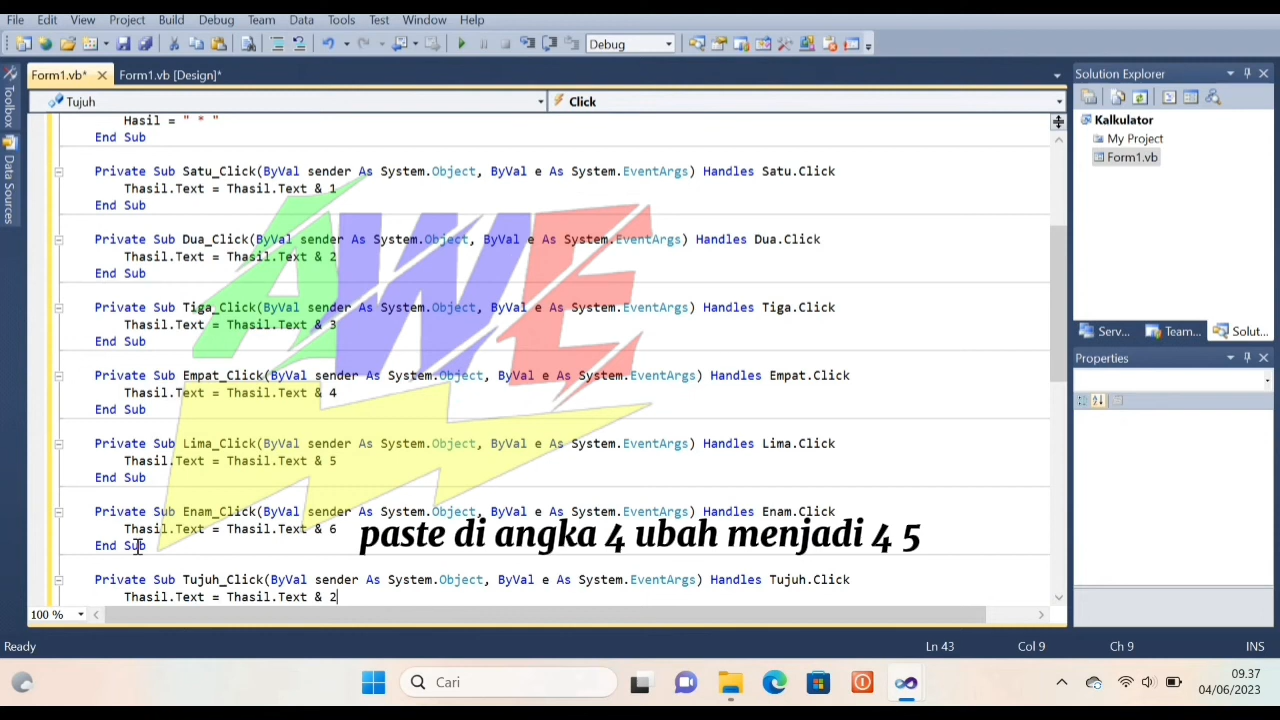 File Edit View Project Build Debug Team Data Tools Test Window Help
Debug
Form1.vb* Form1.vb [Design]*
Solution Explorer
Tujuh Click
Toolbox
Data Sources
Hasil = " * "
End Sub
Private Sub Satu_Click(ByVal sender As System.Object, ByVal e As System.EventArgs) Handles Satu.Click
Thasil.Text = Thasil.Text & 1
End Sub
Private Sub Dua_Click(ByVal sender As System.Object, ByVal e As System.EventArgs) Handles Dua.Click
Thasil.Text = Thasil.Text & 2
End Sub
Private Sub Tiga_Click(ByVal sender As System.Object, ByVal e As System.EventArgs) Handles Tiga.Click
Thasil.Text = Thasil.Text & 3
End Sub
Private Sub Empat_Click(ByVal sender As System.Object, ByVal e As System.EventArgs) Handles Empat.Click
Thasil.Text = Thasil.Text & 4
End Sub
Private Sub Lima_Click(ByVal sender As System.Object, ByVal e As System.EventArgs) Handles Lima.Click
Thasil.Text = Thasil.Text & 5
End Sub
Private Sub Enam_Click(ByVal sender As System.Object, ByVal e As System.EventArgs) Handles Enam.Click
Thasil.Text = Thasil.Text & 6
End Sub
Private Sub Tujuh_Click(ByVal sender As System.Object, ByVal e As System.EventArgs) Handles Tujuh.Click
Thasil.Text = Thasil.Text & 2
AWE
paste di angka 4 ubah menjadi 4 5
Kalkulator
My Project
Form1.vb
Serv... Team... Solut...
Properties
100 %
Ready Ln 43 Col 9 Ch 9 INS
Cari
09.37
04/06/2023